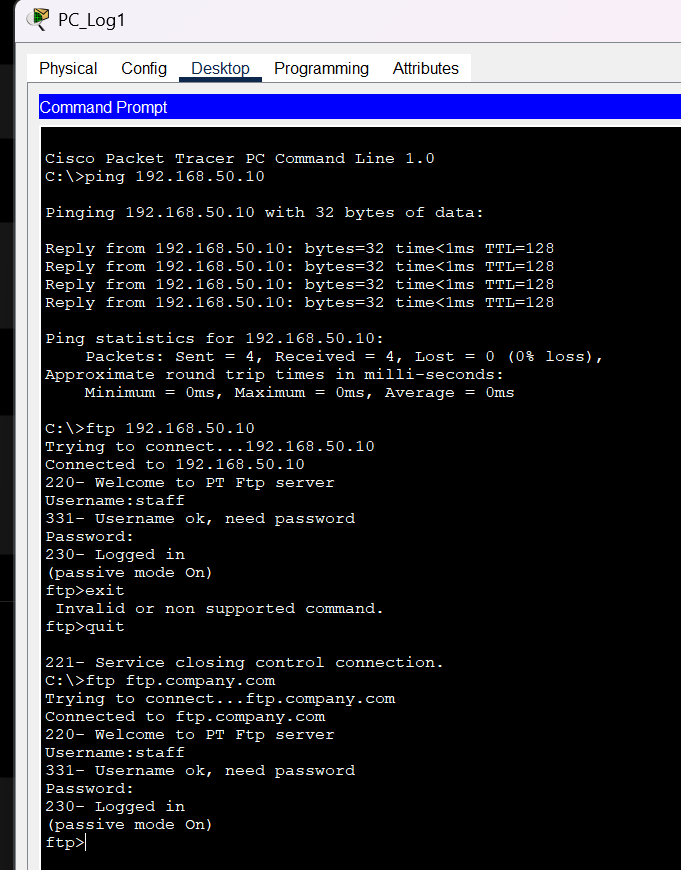 PC_Log1
Physical Config Desktop Programming Attributes
Command Prompt
Cisco Packet Tracer PC Command Line 1.0
C:\>ping 192.168.50.10
Pinging 192.168.50.10 with 32 bytes of data:
Reply from 192.168.50.10: bytes=32 time<1ms TTL=128
Reply from 192.168.50.10: bytes=32 time<1ms TTL=128
Reply from 192.168.50.10: bytes=32 time<1ms TTL=128
Reply from 192.168.50.10: bytes=32 time<1ms TTL=128
Ping statistics for 192.168.50.10:
    Packets: Sent = 4, Received = 4, Lost = 0 (0% loss),
Approximate round trip times in milli-seconds:
    Minimum = 0ms, Maximum = 0ms, Average = 0ms
C:\>ftp 192.168.50.10
Trying to connect...192.168.50.10
Connected to 192.168.50.10
220- Welcome to PT Ftp server
Username:staff
331- Username ok, need password
Password:
230- Logged in
(passive mode On)
ftp>exit
 Invalid or non supported command.
ftp>quit
221- Service closing control connection.
C:\>ftp ftp.company.com
Trying to connect...ftp.company.com
Connected to ftp.company.com
220- Welcome to PT Ftp server
Username:staff
331- Username ok, need password
Password:
230- Logged in
(passive mode On)
ftp>